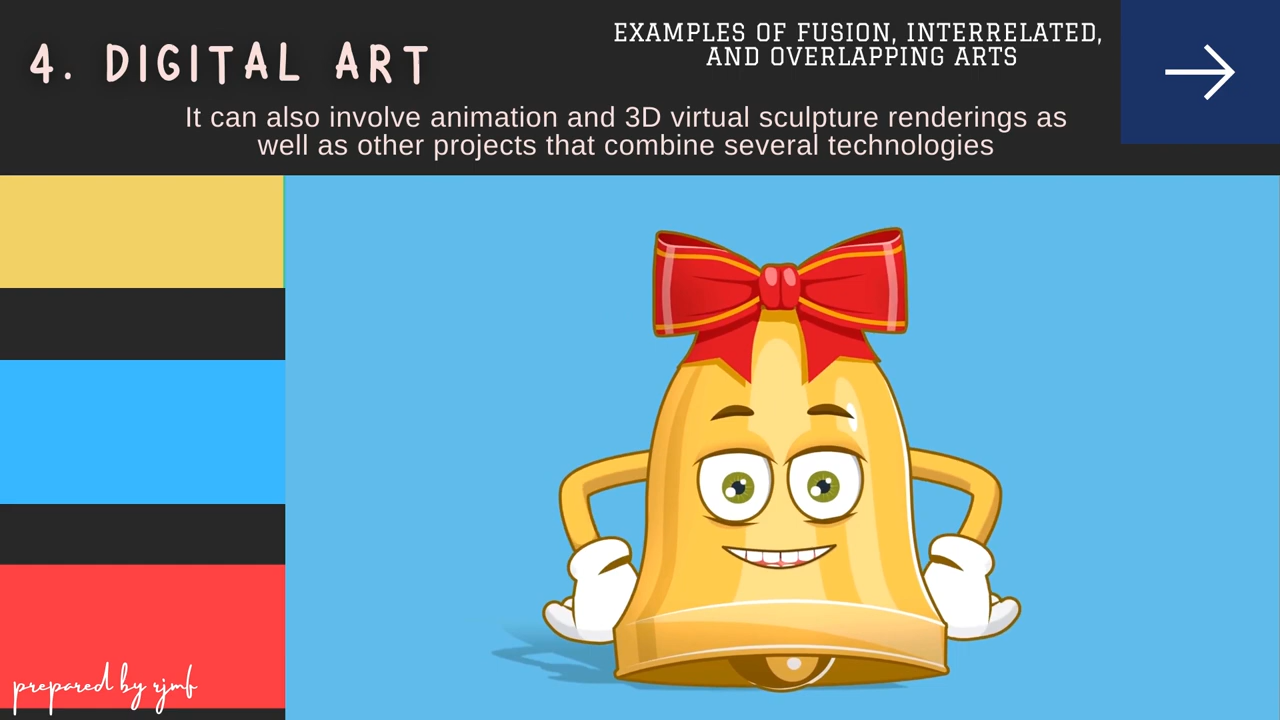 4. DIGITAL ART
EXAMPLES OF FUSION, INTERRELATED,
AND OVERLAPPING ARTS
It can also involve animation and 3D virtual sculpture renderings as
well as other projects that combine several technologies
prepared by rjmf